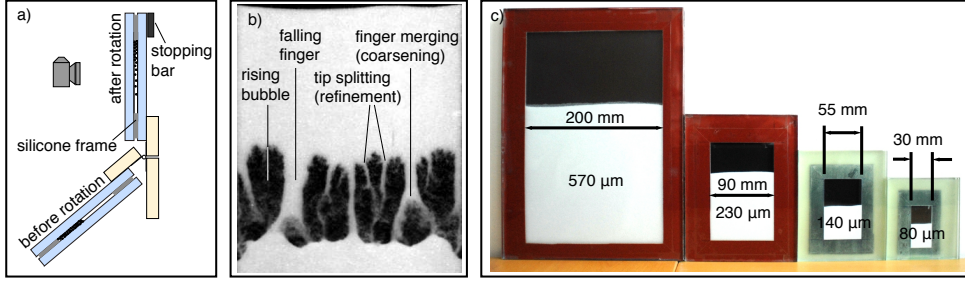 a)
after rotation
stopping
bar
silicone frame
before rotation
b)
falling
finger
finger merging
(coarsening)
rising
bubble
tip splitting
(refinement)
c)
200 mm
570 µm
90 mm
230 µm
55 mm
140 µm
30 mm
80 µm